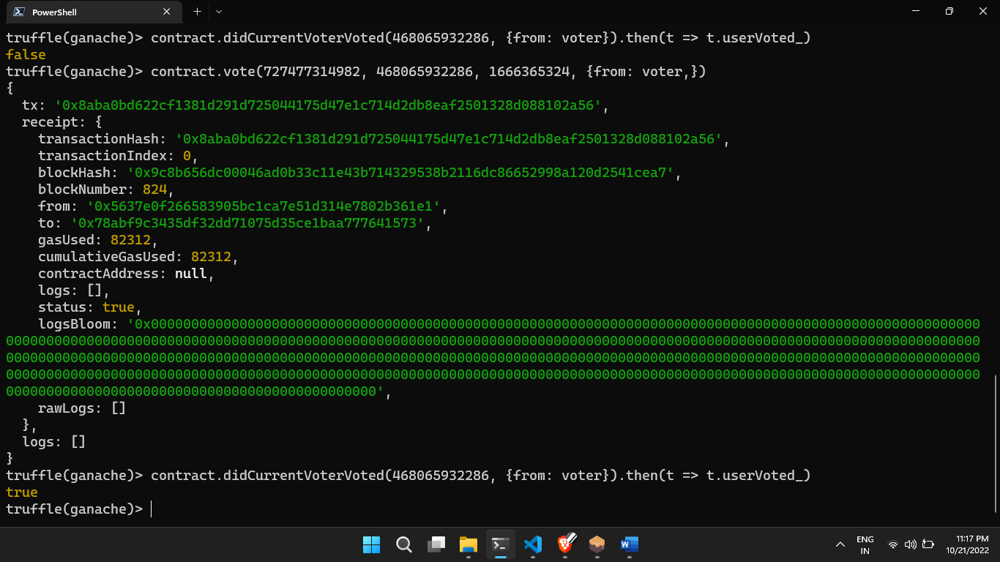 PowerShell
truffle(ganache)> contract.didCurrentVoterVoted(468065932286, {from: voter}).then(t => t.userVoted_)
false
truffle(ganache)> contract.vote(727477314982, 468065932286, 1666365324, {from: voter,})
{
  tx: '0x8aba0bd622cf1381d291d725044175d47e1c714d2db8eaf2501328d088102a56',
  receipt: {
    transactionHash: '0x8aba0bd622cf1381d291d725044175d47e1c714d2db8eaf2501328d088102a56',
    transactionIndex: 0,
    blockHash: '0x9c8b656dc00046ad0b33c11e43b714329538b2116dc86652998a120d2541cea7',
    blockNumber: 824,
    from: '0x5637e0f266583905bc1ca7e51d314e7802b361e1',
    to: '0x78abf9c3435df32dd71075d35ce1baa777641573',
    gasUsed: 82312,
    cumulativeGasUsed: 82312,
    contractAddress: null,
    logs: [],
    status: true,
    logsBloom: '0x0000000000000000000000000000000000000000000000000000000000000000000000000000000000000000000000000000000
0000000000000000000000000000000000000000000000000000000000000000000000000000000000000000000000000000000000000000000000000
0000000000000000000000000000000000000000000000000000000000000000000000000000000000000000000000000000000000000000000000000
0000000000000000000000000000000000000000000000000000000000000000000000000000000000000000000000000000000000000000000000000
0000000000000000000000000000000000000000000000',
    rawLogs: []
  },
  logs: []
}
truffle(ganache)> contract.didCurrentVoterVoted(468065932286, {from: voter}).then(t => t.userVoted_)
true
truffle(ganache)>
ENG
IN
11:17 PM
10/21/2022